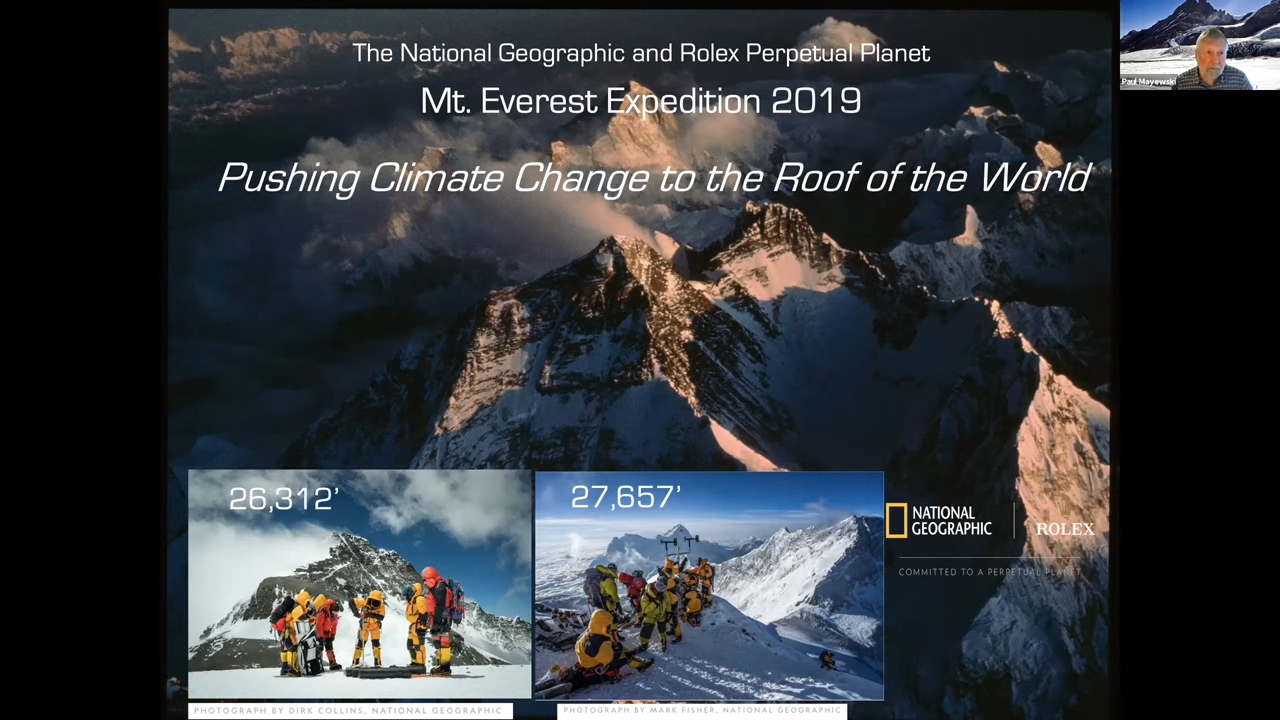 The National Geographic and Rolex Perpetual Planet
Mt. Everest Expedition 2019
Pushing Climate Change to the Roof of the World
Paul Mayewski
26,312’
27,657’
NATIONAL
GEOGRAPHIC
ROLEX
COMMITTED TO A PERPETUAL PLANET
PHOTOGRAPH BY DIRK COLLINS, NATIONAL GEOGRAPHIC
PHOTOGRAPH BY MARK FISHER, NATIONAL GEOGRAPHIC